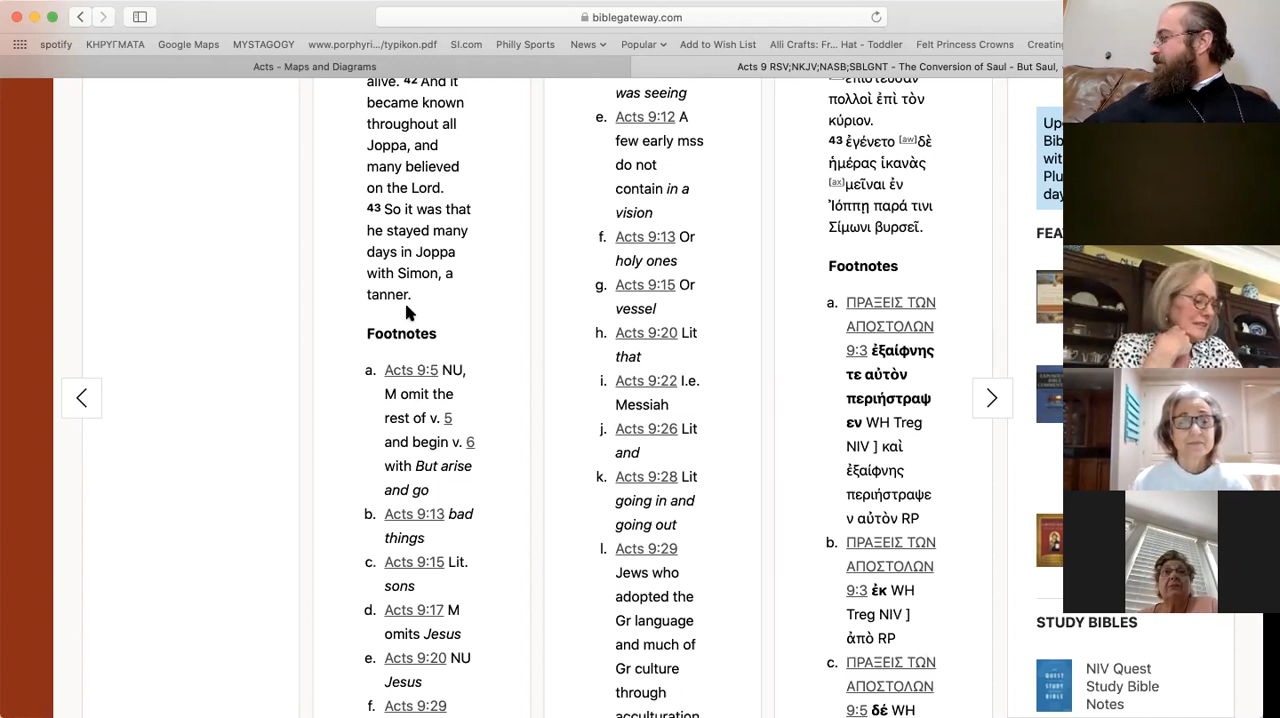 biblegateway.com
spotify
ΚΗΡΥΓΜΑΤΑ
Google Maps
MYSTAGOGY
www.porphyri.../typikon.pdf
SI.com
Philly Sports
News
Popular
Add to Wish List
Alli Crafts: Fr... Hat - Toddler
Felt Princess Crowns
Creating
Acts - Maps and Diagrams
Acts 9 RSV;NKJV;NASB;SBLGNT - The Conversion of Saul - But Saul,
alive. 42 And it
became known
throughout all
Joppa, and
many believed
on the Lord.
43 So it was that
he stayed many
days in Joppa
with Simon, a
tanner.
Footnotes
a. Acts 9:5 NU,
M omit the
rest of v. 5
and begin v. 6
with But arise
and go
b. Acts 9:13 bad
things
c. Acts 9:15 Lit.
sons
d. Acts 9:17 M
omits Jesus
e. Acts 9:20 NU
Jesus
f. Acts 9:29
was seeing
e. Acts 9:12 A
few early mss
do not
contain in a
vision
f. Acts 9:13 Or
holy ones
g. Acts 9:15 Or
vessel
h. Acts 9:20 Lit
that
i. Acts 9:22 I.e.
Messiah
j. Acts 9:26 Lit
and
k. Acts 9:28 Lit
going in and
going out
l. Acts 9:29
Jews who
adopted the
Gr language
and much of
Gr culture
through
acculturation
ἐπίστευσαν
πολλοὶ ἐπὶ τὸν
κύριον.
43 ἐγένετο [aw]δὲ
ἡμέρας ἱκανὰς
[ax]μεῖναι ἐν
Ἰόππῃ παρά τινι
Σίμωνι βυρσεῖ.
Footnotes
a. ΠΡΑΞΕΙΣ ΤΩΝ
ΑΠΟΣΤΟΛΩΝ
9:3 ἐξαίφνης
τε αὐτὸν
περιήστραψ
εν WH Treg
NIV ] καὶ
ἐξαίφνης
περιήστραψε
ν αὐτὸν RP
b. ΠΡΑΞΕΙΣ ΤΩΝ
ΑΠΟΣΤΟΛΩΝ
9:3 ἐκ WH
Treg NIV ]
ἀπὸ RP
c. ΠΡΑΞΕΙΣ ΤΩΝ
ΑΠΟΣΤΟΛΩΝ
9:5 δέ WH
Up
Bib
wit
Plu
day
FEA
STUDY BIBLES
NIV Quest
Study Bible
Notes